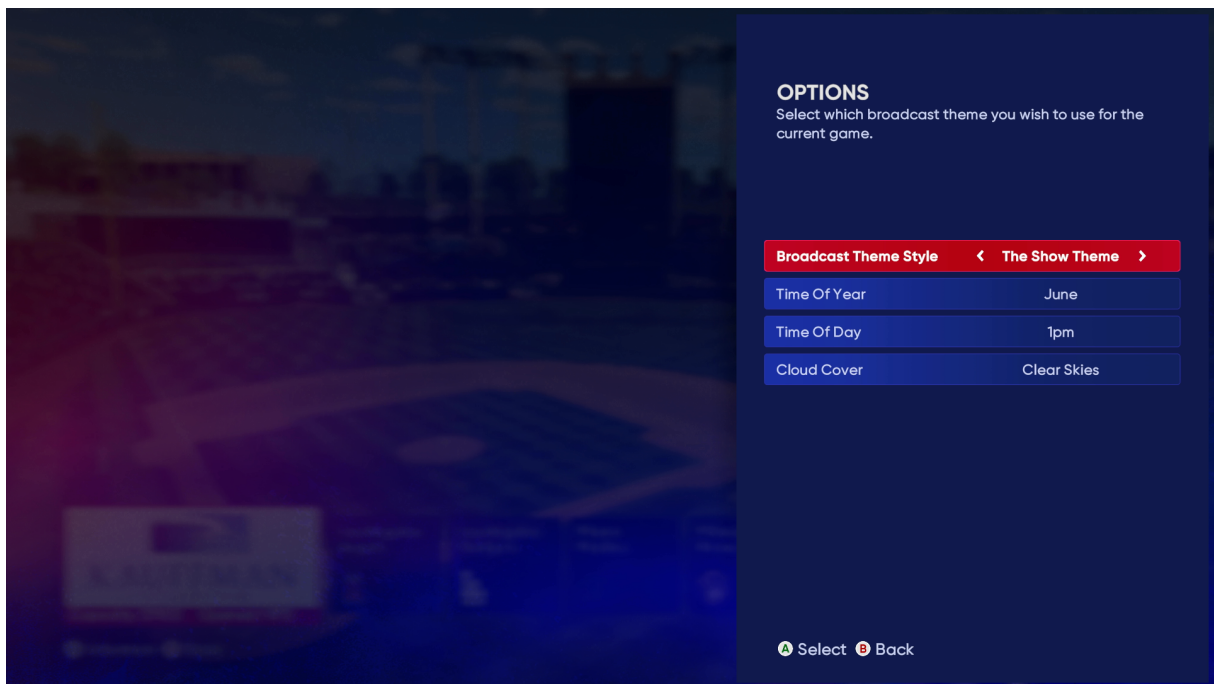 OPTIONS
Select which broadcast theme you wish to use for the
current game.
Broadcast Theme Style < The Show Theme >
Time Of Year June
Time Of Day 1pm
Cloud Cover Clear Skies
KAUFFMAN
A Select B Back